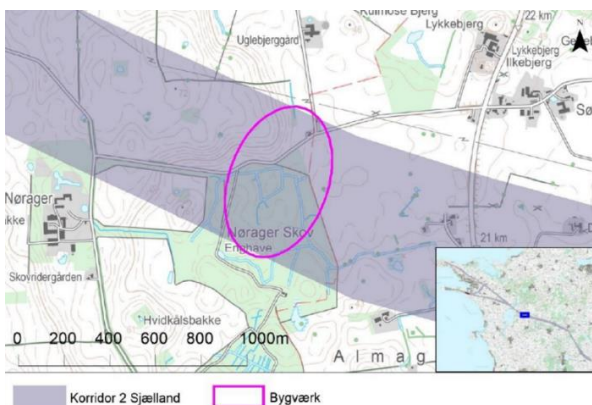 Kulmose Bjerg
22 km
N
Lykkebjerg
Uglebjerggård
Lykkebjerg
Ilkebjerg
Nørager
Nørager Skov
Enghave
21 km
Skovridergården
Hvidkålsbakke
0 200 400 600 800 1000m
Almag
Korridor 2 Sjælland
Bygværk